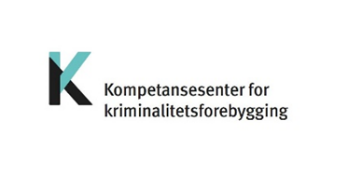 K
Kompetansesenter for
kriminalitetsforebygging